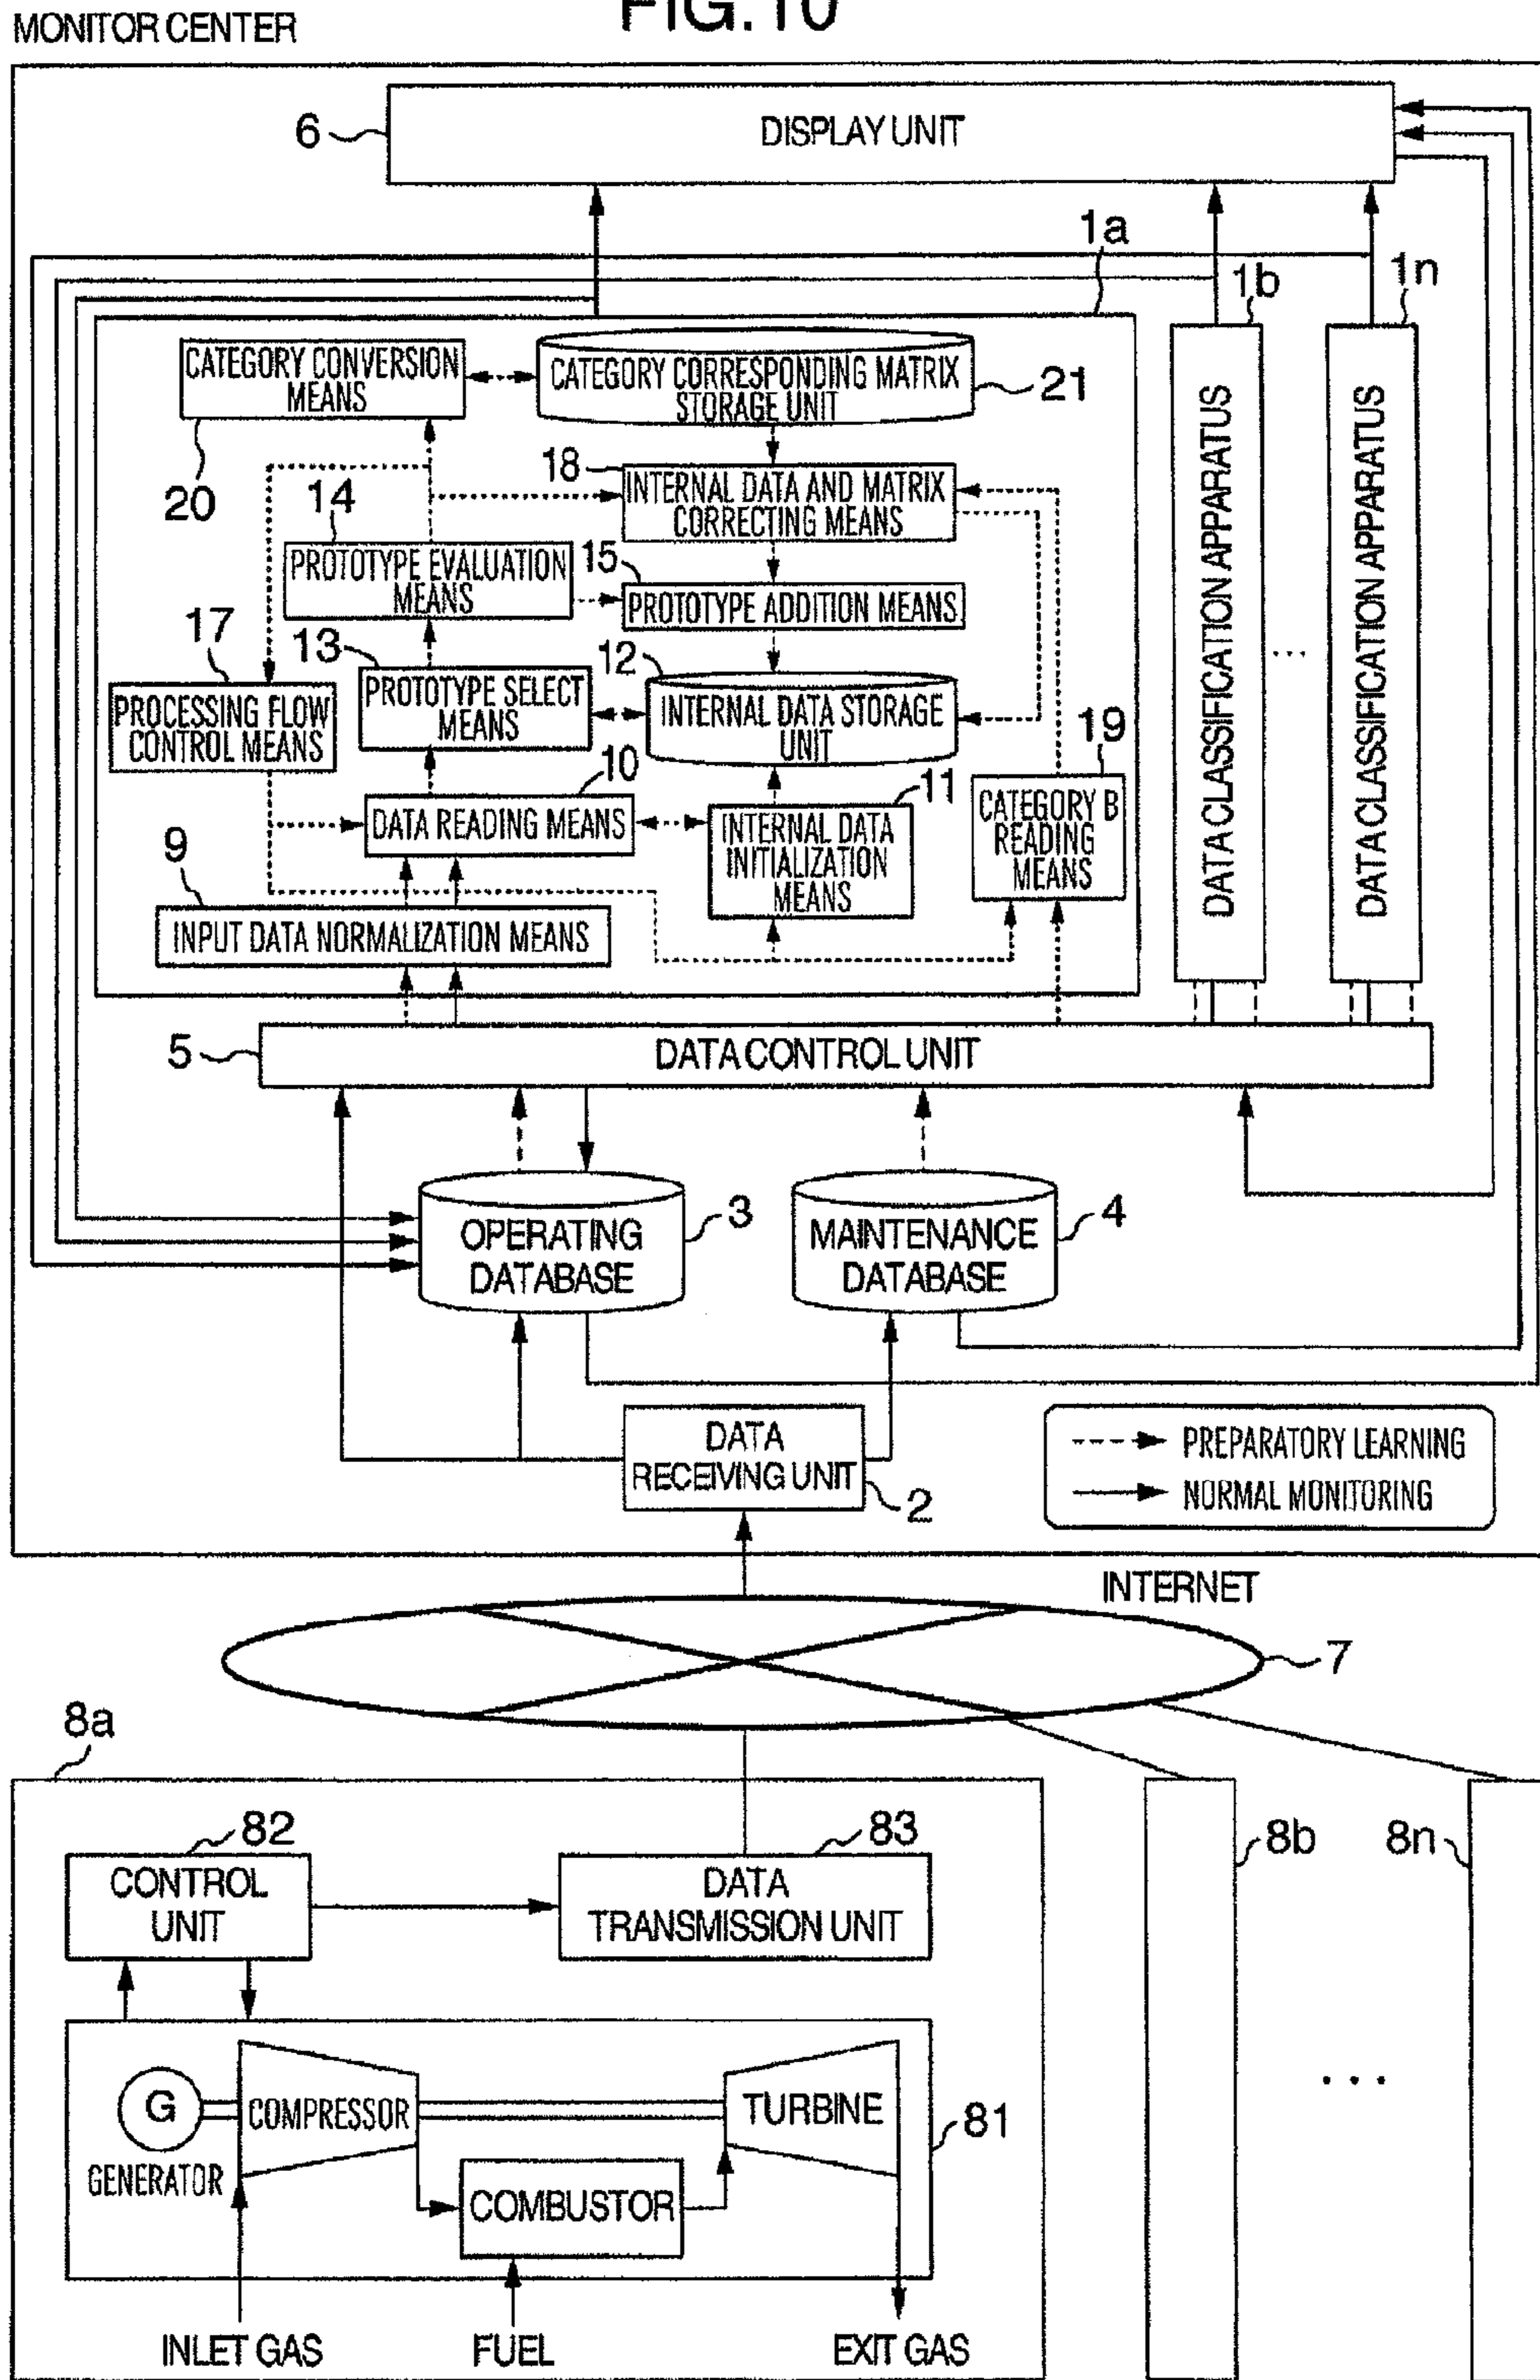 FIG. 10
MONITOR CENTER
6
DISPLAY UNIT
1a
1b
1n
CATEGORY CONVERSION
MEANS
CATEGORY CORRESPONDING MATRIX
STORAGE UNIT
21
20
18
INTERNAL DATA AND MATRIX
CORRECTING MEANS
14
PROTOTYPE EVALUATION
MEANS
15
PROTOTYPE ADDITION MEANS
17
13
12
PROCESSING FLOW
CONTROL MEANS
PROTOTYPE SELECT
MEANS
INTERNAL DATA STORAGE
UNIT
19
10
11
DATA READING MEANS
INTERNAL DATA
INITIALIZATION
MEANS
CATEGORY B
READING
MEANS
9
INPUT DATA NORMALIZATION MEANS
DATA CLASSIFICATION APPARATUS
...
DATA CLASSIFICATION APPARATUS
5
DATA CONTROL UNIT
OPERATING
DATABASE
3
MAINTENANCE
DATABASE
4
DATA
RECEIVING UNIT
2
PREPARATORY LEARNING
NORMAL MONITORING
INTERNET
7
8a
82
83
8b
8n
CONTROL
UNIT
DATA
TRANSMISSION UNIT
...
G
COMPRESSOR
TURBINE
81
GENERATOR
COMBUSTOR
INLET GAS
FUEL
EXIT GAS